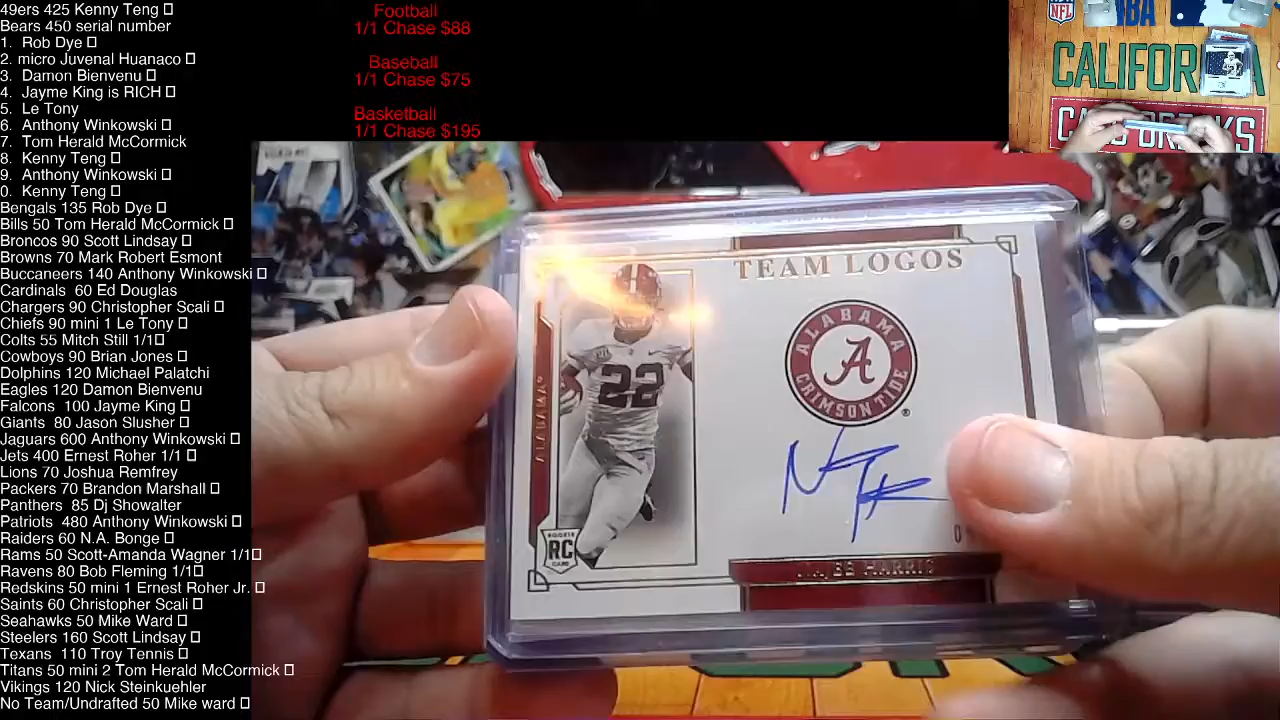 49ers 425 Kenny Teng
Bears 450 serial number
1. Rob Dye
2. micro Juvenal Huanaco
3. Damon Bienvenu
4. Jayme King is RICH
5. Le Tony
6. Anthony Winkowski
7. Tom Herald McCormick
8. Kenny Teng
9. Anthony Winkowski
0. Kenny Teng
Bengals 135 Rob Dye
Bills 50 Tom Herald McCormick
Broncos 90 Scott Lindsay
Browns 70 Mark Robert Esmont
Buccaneers 140 Anthony Winkowski
Cardinals 60 Ed Douglas
Chargers 90 Christopher Scali
Chiefs 90 mini 1 Le Tony
Colts 55 Mitch Still 1/1
Cowboys 90 Brian Jones
Dolphins 120 Michael Palatchi
Eagles 120 Damon Bienvenu
Falcons 100 Jayme King
Giants 80 Jason Slusher
Jaguars 600 Anthony Winkowski
Jets 400 Ernest Roher 1/1
Lions 70 Joshua Remfrey
Packers 70 Brandon Marshall
Panthers 85 Dj Showalter
Patriots 480 Anthony Winkowski
Raiders 60 N.A. Bonge
Rams 50 Scott-Amanda Wagner 1/1
Ravens 80 Bob Fleming 1/1
Redskins 50 mini 1 Ernest Roher Jr.
Saints 60 Christopher Scali
Seahawks 50 Mike Ward
Steelers 160 Scott Lindsay
Texans 110 Troy Tennis
Titans 50 mini 2 Tom Herald McCormick
Vikings 120 Nick Steinkuehler
No Team/Undrafted 50 Mike ward
Football
1/1 Chase $88
Baseball
1/1 Chase $75
Basketball
1/1 Chase $195
NFL
CALIFOR
TEAM LOGOS
ALABAMA
A
CRIMSON TIDE
ALABAMA
22
ROOKIE
RC
CARD
HARRIS